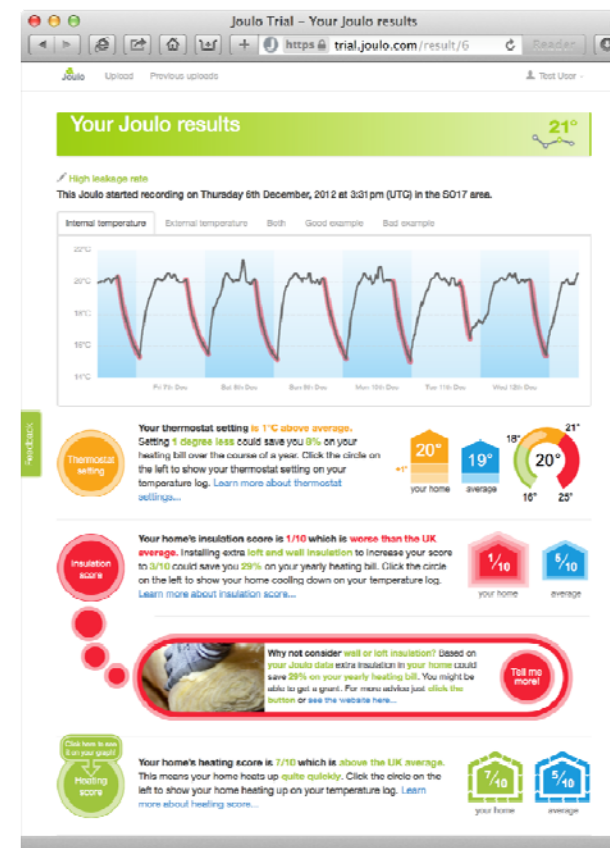 Joulo Trial – Your Joulo results
https trial.joulo.com/result/6
Reader
Joulo Upload Previous uploads Test User
Your Joulo results 21°
High leakage rate
This Joulo started recording on Thursday 6th December, 2012 at 3:31pm (UTC) in the SO17 area.
Internal temperature External temperature Both Good example Bad example
22°C
20°C
18°C
16°C
14°C
Fri 7th Dec Sat 8th Dec Sun 9th Dec Mon 10th Dec Tue 11th Dec Wed 12th Dec
Feedback
Thermostat
setting
Your thermostat setting is 1°C above average.
Setting 1 degree less could save you 8% on your
heating bill over the course of a year. Click the circle on
the left to show your thermostat setting on your
temperature log. Learn more about thermostat
settings...
+1°
20°
your home
19°
average
18°
21°
20°
16°
25°
Insulation
score
Your home's insulation score is 1/10 which is worse than the UK
average. Installing extra loft and wall insulation to increase your score
to 3/10 could save you 29% on your yearly heating bill. Click the circle
on the left to show your home cooling down on your temperature log.
Learn more about insulation score...
1/10
your home
5/10
average
Why not consider wall or loft insulation? Based on
your Joulo data extra insulation in your home could
save 29% on your yearly heating bill. You might be
able to get a grant. For more advice just click the
button or see the website here...
Tell me
more!
Click here to see
it on your graph!
Heating
score
Your home's heating score is 7/10 which is above the UK average.
This means your home heats up quite quickly. Click the circle on the
left to show your home heating up on your temperature log. Learn
more about heating score...
7/10
your home
5/10
average